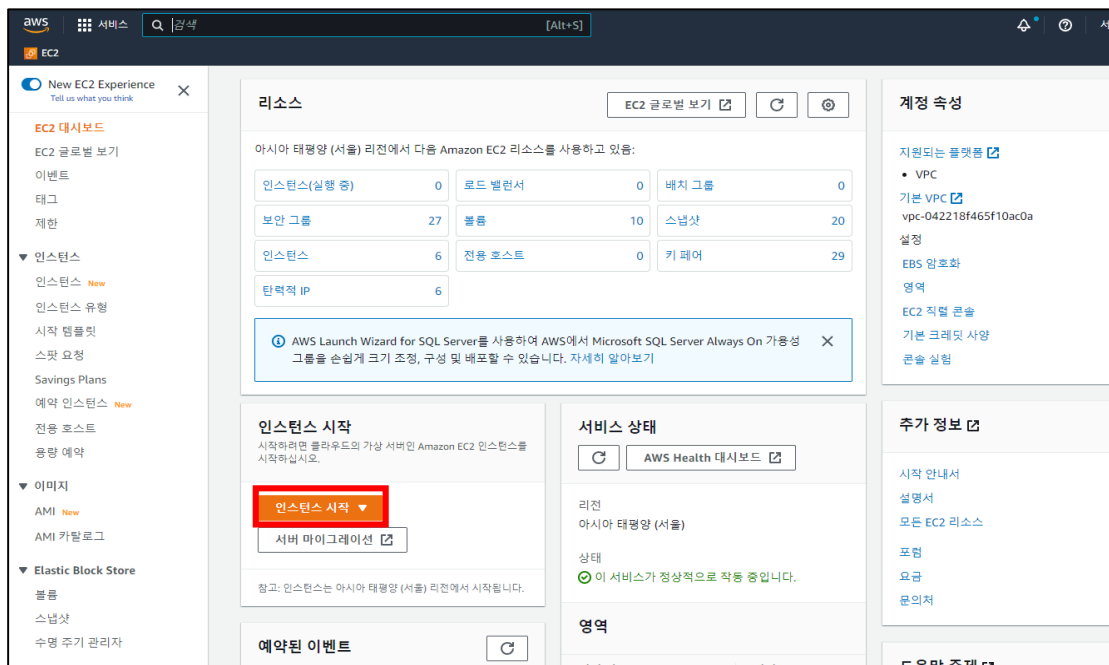 aws
서비스
검색
[Alt+S]
EC2
New EC2 Experience
Tell us what you think
EC2 대시보드
EC2 글로벌 보기
이벤트
태그
제한
인스턴스
인스턴스 New
인스턴스 유형
시작 템플릿
스팟 요청
Savings Plans
예약 인스턴스 New
전용 호스트
용량 예약
이미지
AMI New
AMI 카탈로그
Elastic Block Store
볼륨
스냅샷
수명 주기 관리자
리소스
EC2 글로벌 보기
아시아 태평양 (서울) 리전에서 다음 Amazon EC2 리소스를 사용하고 있음:
인스턴스(실행 중) 0
로드 밸런서 0
배치 그룹 0
보안 그룹 27
볼륨 10
스냅샷 20
인스턴스 6
전용 호스트 0
키 페어 29
탄력적 IP 6
AWS Launch Wizard for SQL Server를 사용하여 AWS에서 Microsoft SQL Server Always On 가용성
그룹을 손쉽게 크기 조정, 구성 및 배포할 수 있습니다. 자세히 알아보기
인스턴스 시작
시작하려면 클라우드의 가상 서버인 Amazon EC2 인스턴스를
시작하십시오.
인스턴스 시작
서버 마이그레이션
참고: 인스턴스는 아시아 태평양 (서울) 리전에서 시작됩니다.
예약된 이벤트
서비스 상태
AWS Health 대시보드
리전
아시아 태평양 (서울)
상태
이 서비스가 정상적으로 작동 중입니다.
영역
계정 속성
지원되는 플랫폼
VPC
기본 VPC
vpc-042218f465f10ac0a
설정
EBS 암호화
영역
EC2 직렬 콘솔
기본 크레딧 사양
콘솔 실험
추가 정보
시작 안내서
설명서
모든 EC2 리소스
포럼
요금
문의처